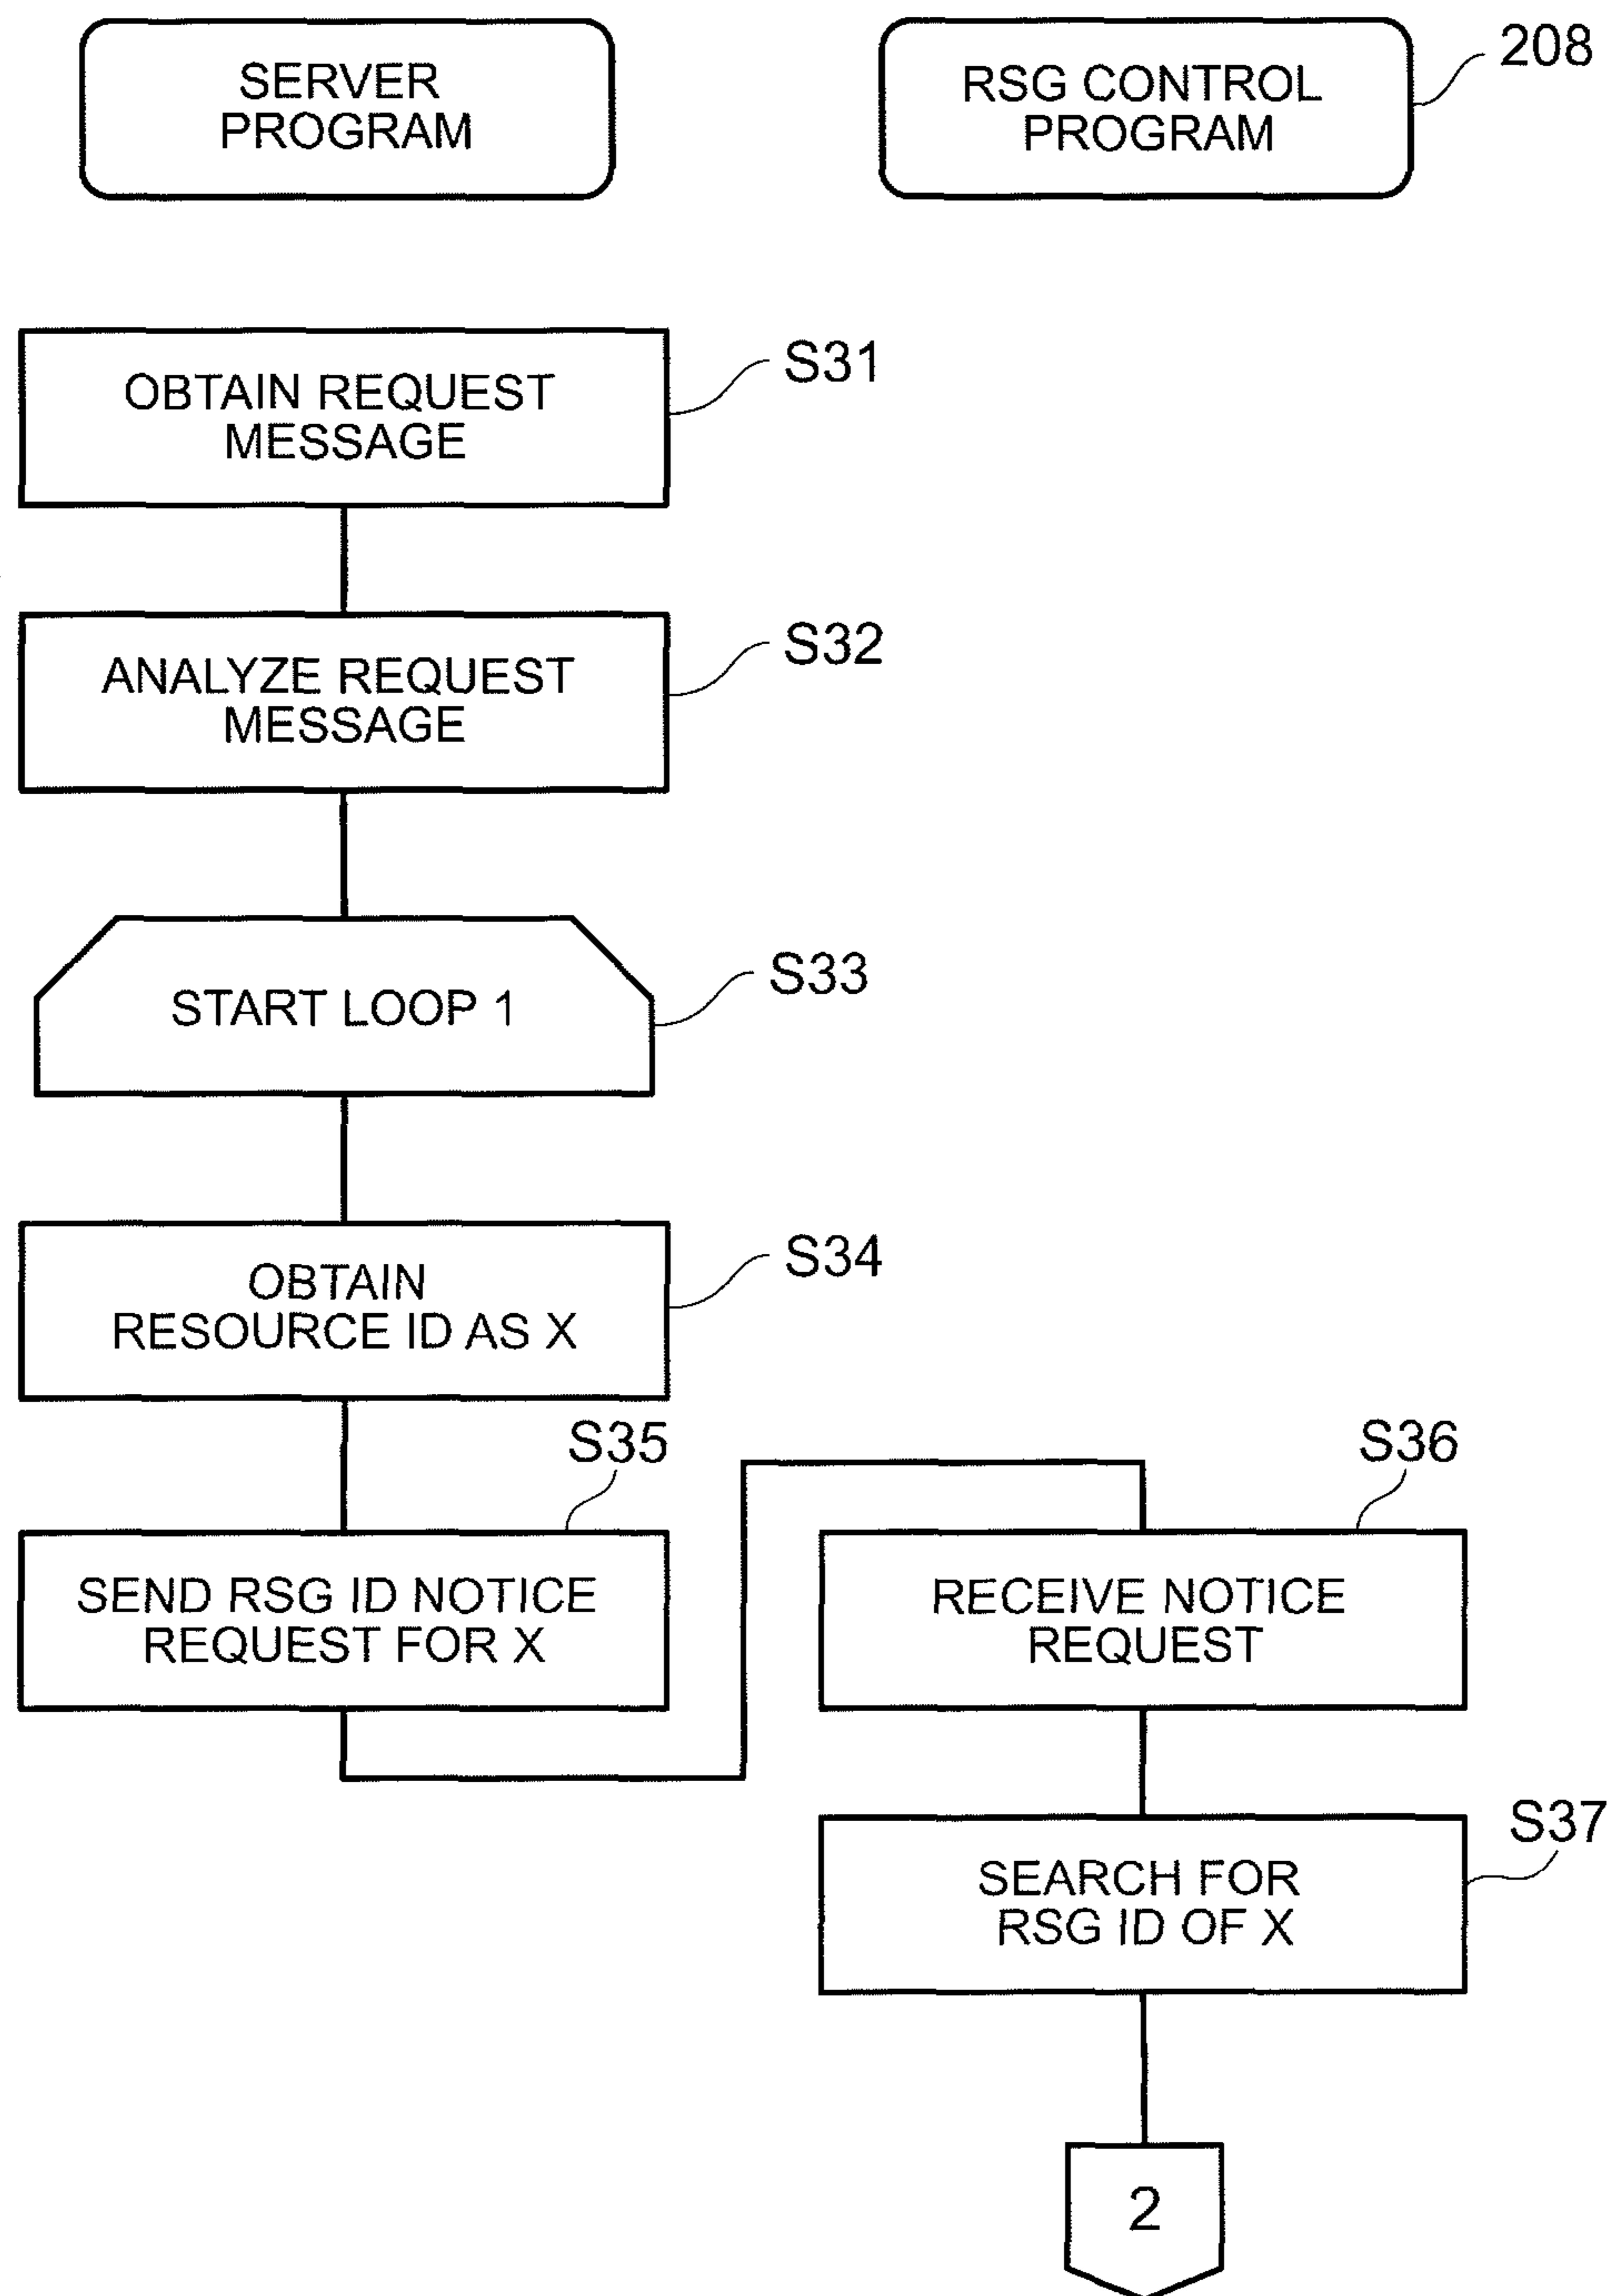 SERVER
PROGRAM
RSG CONTROL
PROGRAM
208
OBTAIN REQUEST
MESSAGE
S31
ANALYZE REQUEST
MESSAGE
S32
START LOOP 1
S33
OBTAIN
RESOURCE ID AS X
S34
S35
SEND RSG ID NOTICE
REQUEST FOR X
S36
RECEIVE NOTICE
REQUEST
S37
SEARCH FOR
RSG ID OF X
2